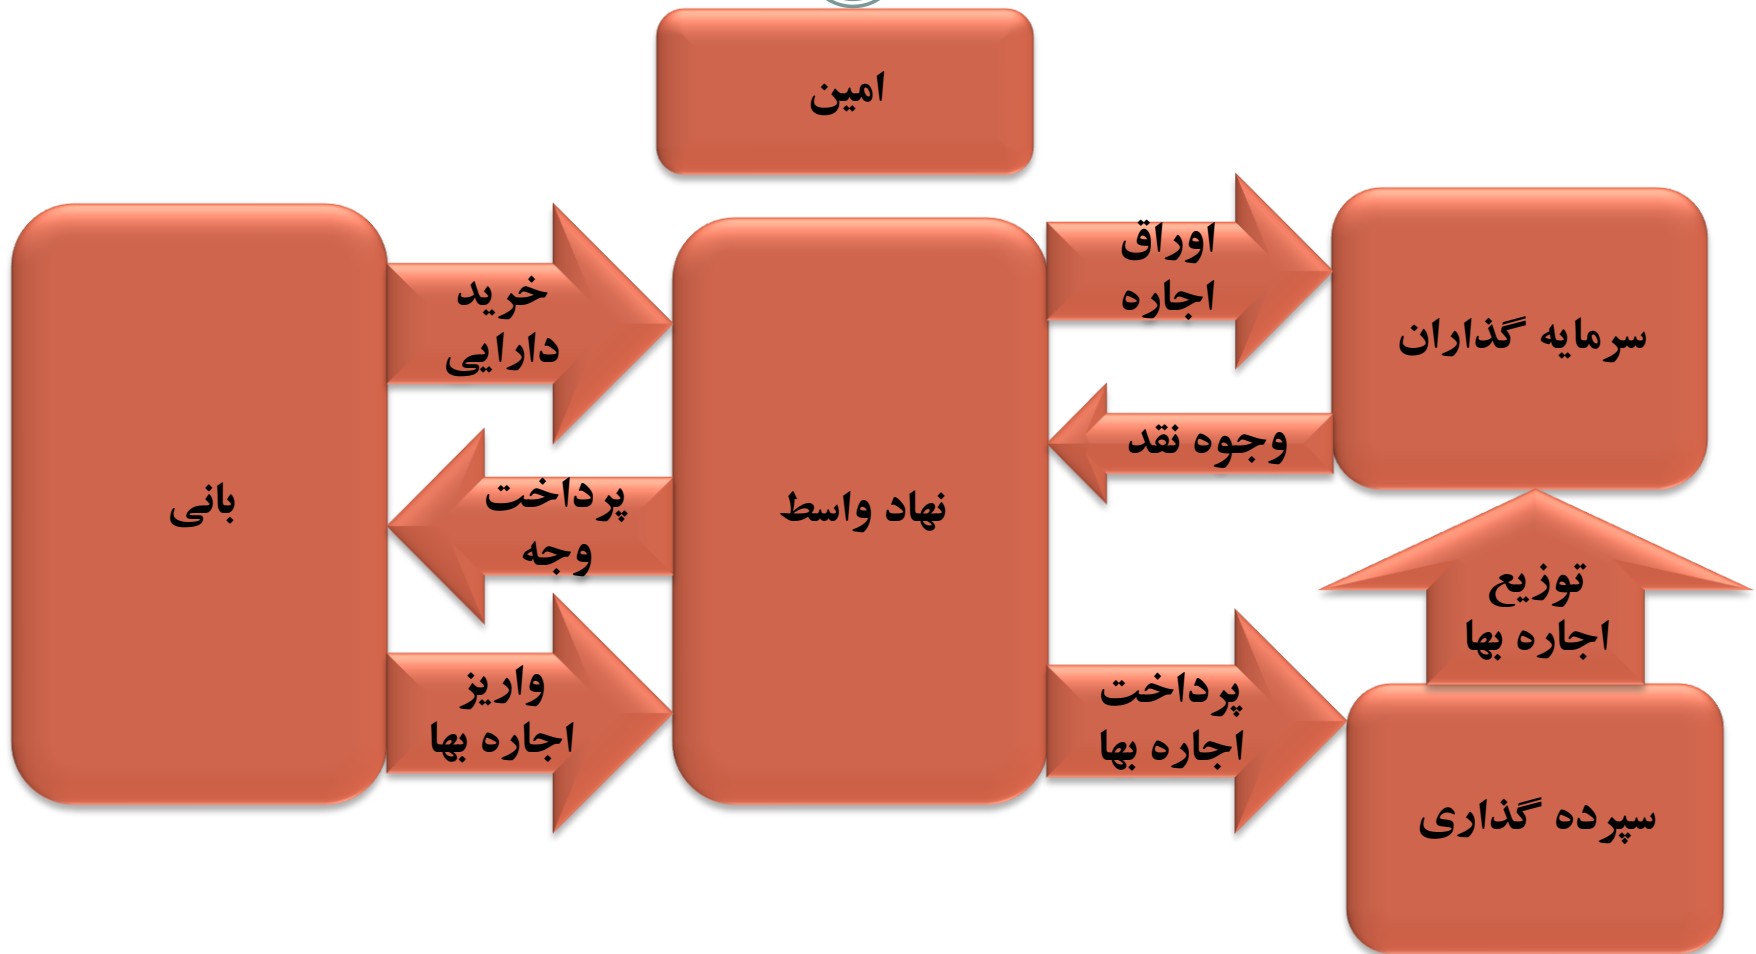 امین
اوراق
اجاره
سرمایه گذاران
خرید
دارایی
وجوه نقد
بانی
نهاد واسط
پرداخت
وجه
توزیع
اجاره بها
واریز
اجاره بها
پرداخت
اجاره بها
سپرده گذاری